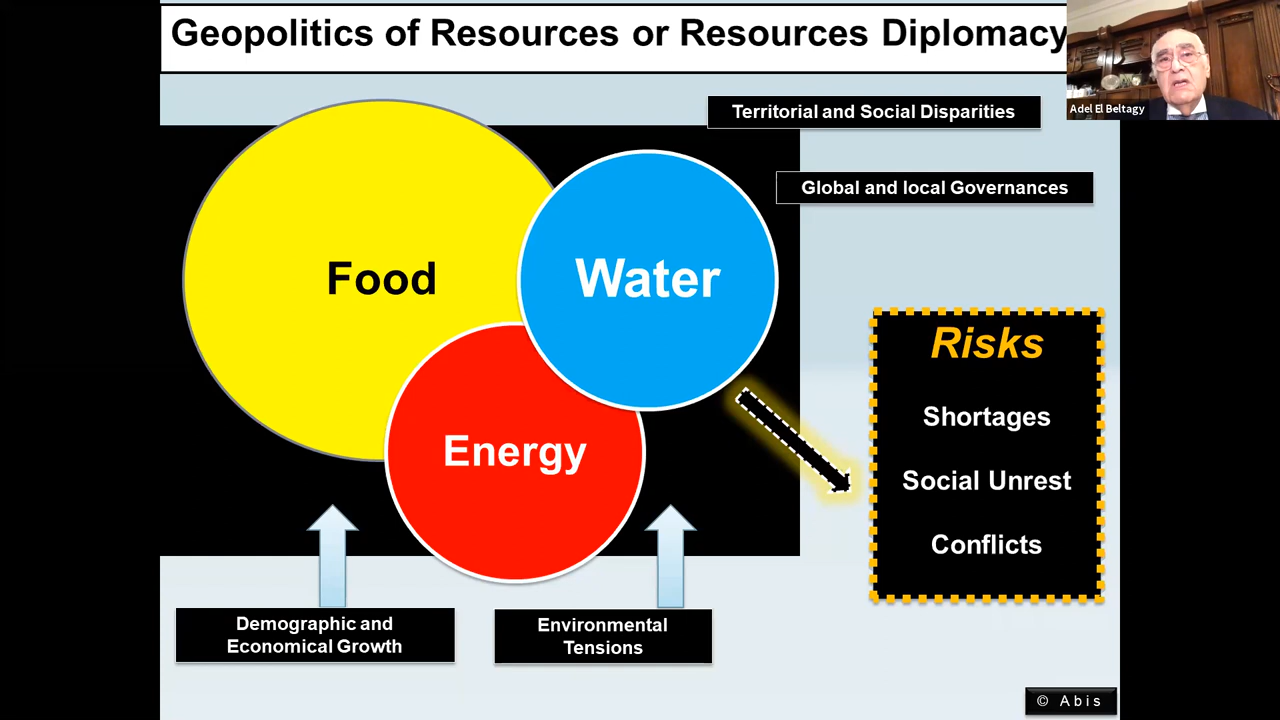 Geopolitics of Resources or Resources Diplomacy
Adel El Beltagy
Territorial and Social Disparities
Global and local Governances
Food
Water
Energy
Risks
Shortages
Social Unrest
Conflicts
Demographic and
Economical Growth
Environmental
Tensions
© Abis